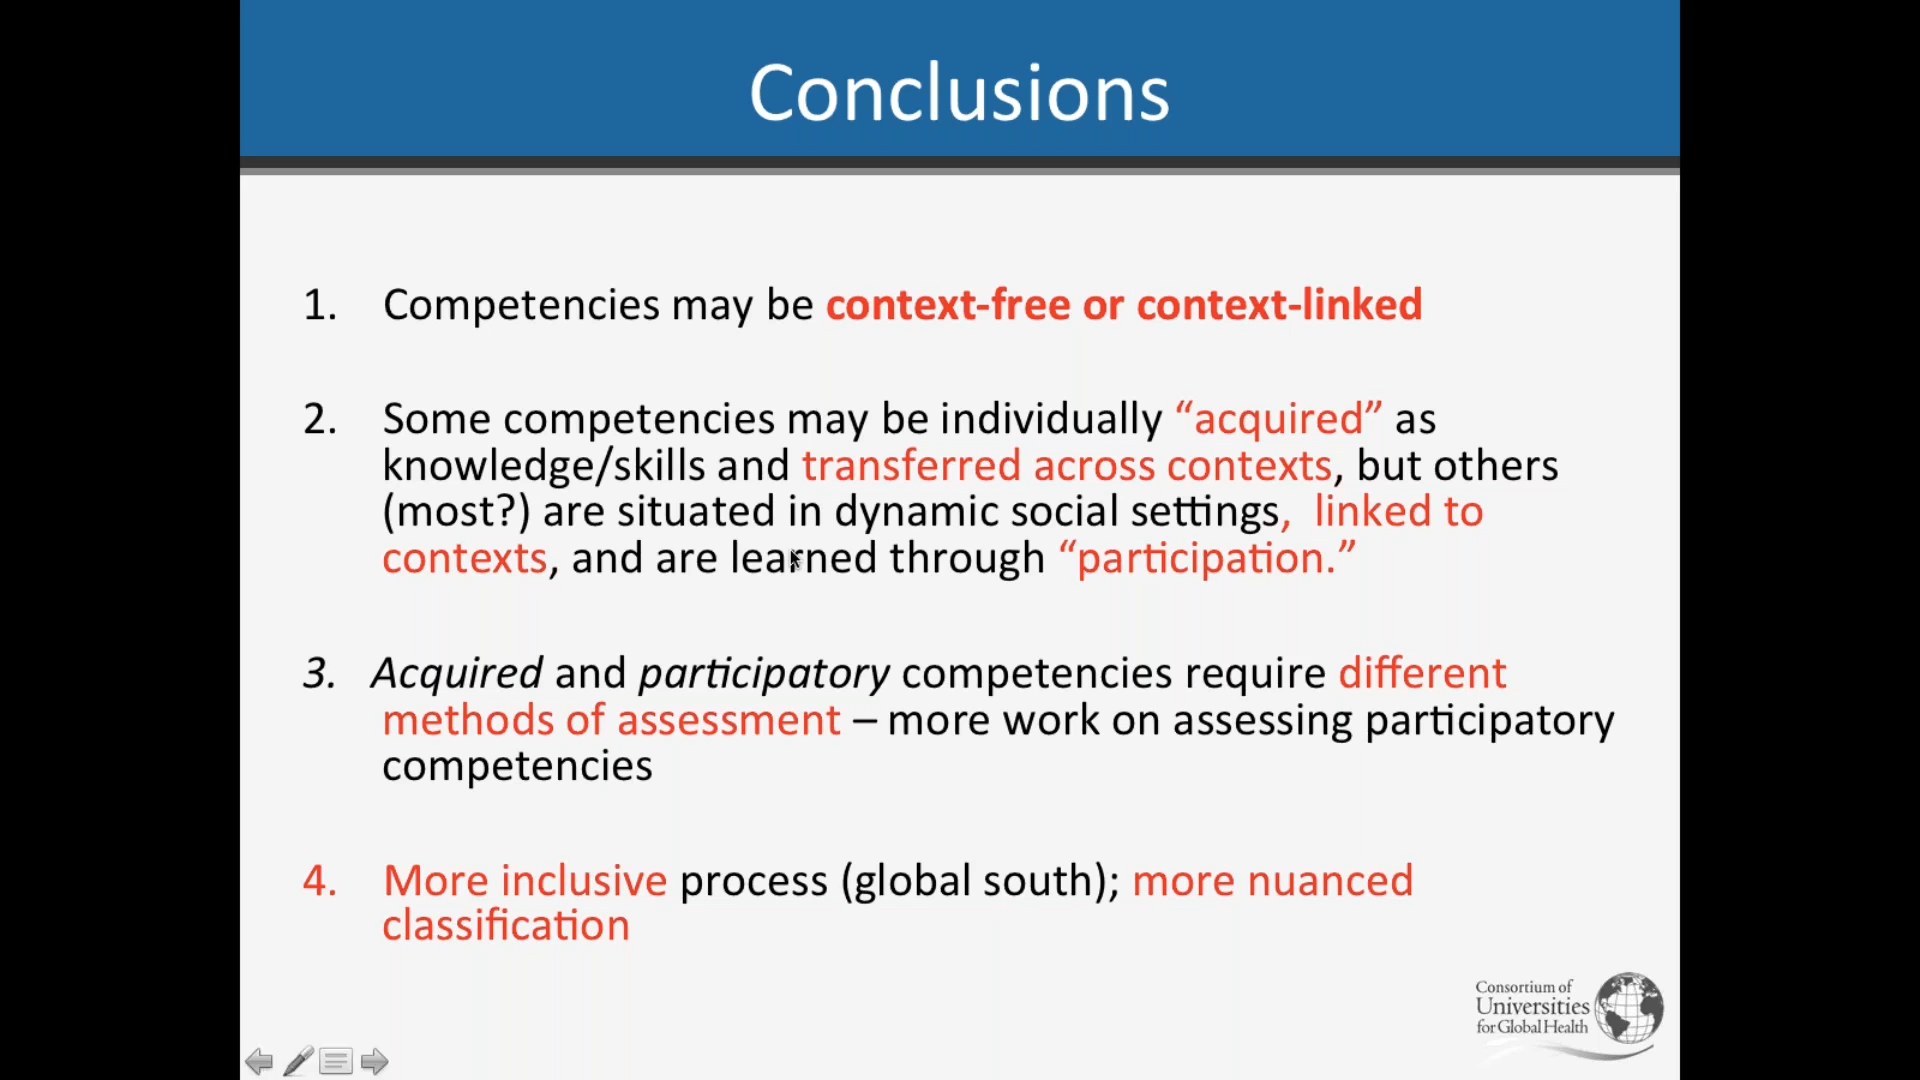 Conclusions
1. Competencies may be context-free or context-linked
2. Some competencies may be individually “acquired” as
knowledge/skills and transferred across contexts, but others
(most?) are situated in dynamic social settings, linked to
contexts, and are learned through “participation.”
3. Acquired and participatory competencies require different
methods of assessment – more work on assessing participatory
competencies
4. More inclusive process (global south); more nuanced
classification
Consortium of
Universities
for Global Health